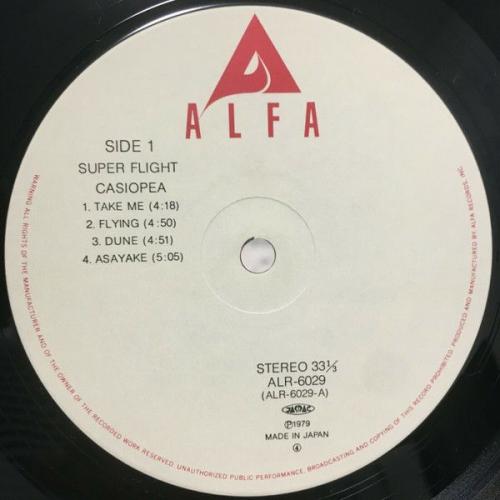 ALFA
SIDE 1
SUPER FLIGHT
CASIOPEA
1. TAKE ME (4:18)
2. FLYING (4:50)
3. DUNE (4:51)
4. ASAYAKE (5:05)
STEREO 33⅓
ALR-6029
(ALR-6029-A)
JASRAC
Ⓟ1979
MADE IN JAPAN
④
WARNING ALL RIGHTS OF THE MANUFACTURER AND OF THE OWNER OF THE RECORDED WORK RESERVED. UNAUTHORIZED PUBLIC PERFORMANCE, BROADCASTING AND COPYING OF THIS RECORD PROHIBITED. PRODUCED AND MANUFACTURED BY ALFA RECORDS, INC.